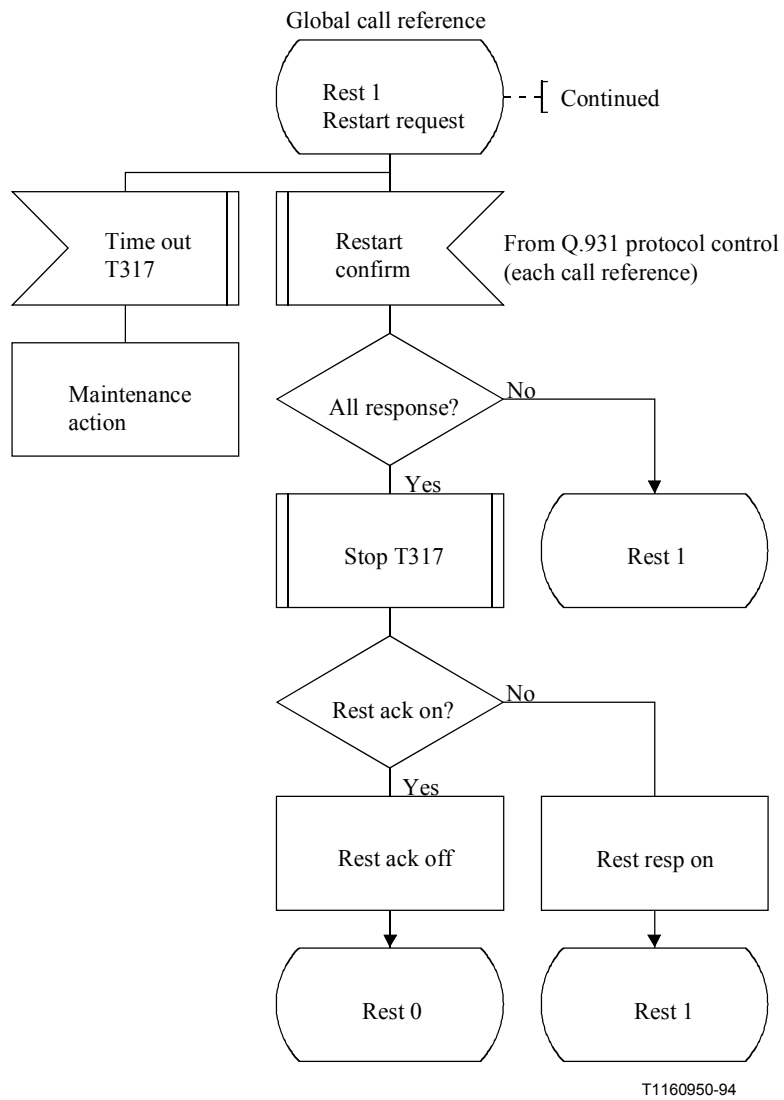 Global call reference
Rest 1
Restart request
Continued
Time out
T317
Restart
confirm
From Q.931 protocol control
(each call reference)
Maintenance
action
All response?
No
Yes
Stop T317
Rest 1
Rest ack on?
No
Yes
Rest ack off
Rest resp on
Rest 0
Rest 1
T1160950-94